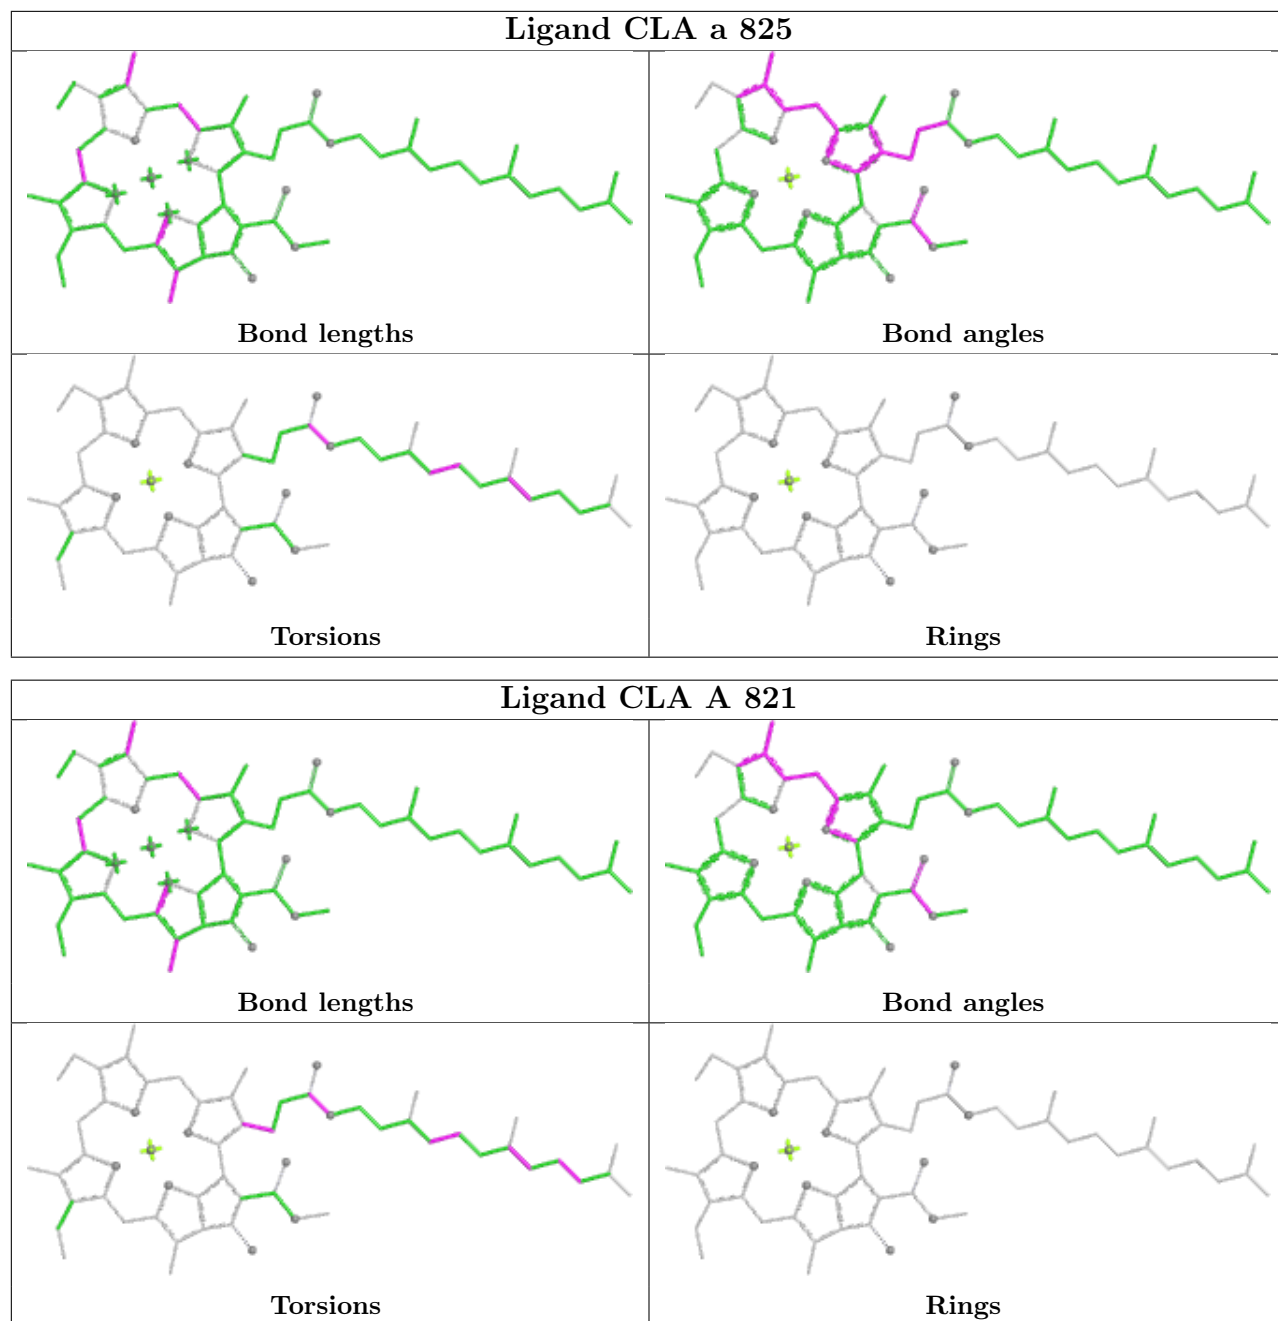 Ligand CLA a 825
Bond lengths
Bond angles
Torsions
Rings
Ligand CLA A 821
Bond lengths
Bond angles
Torsions
Rings